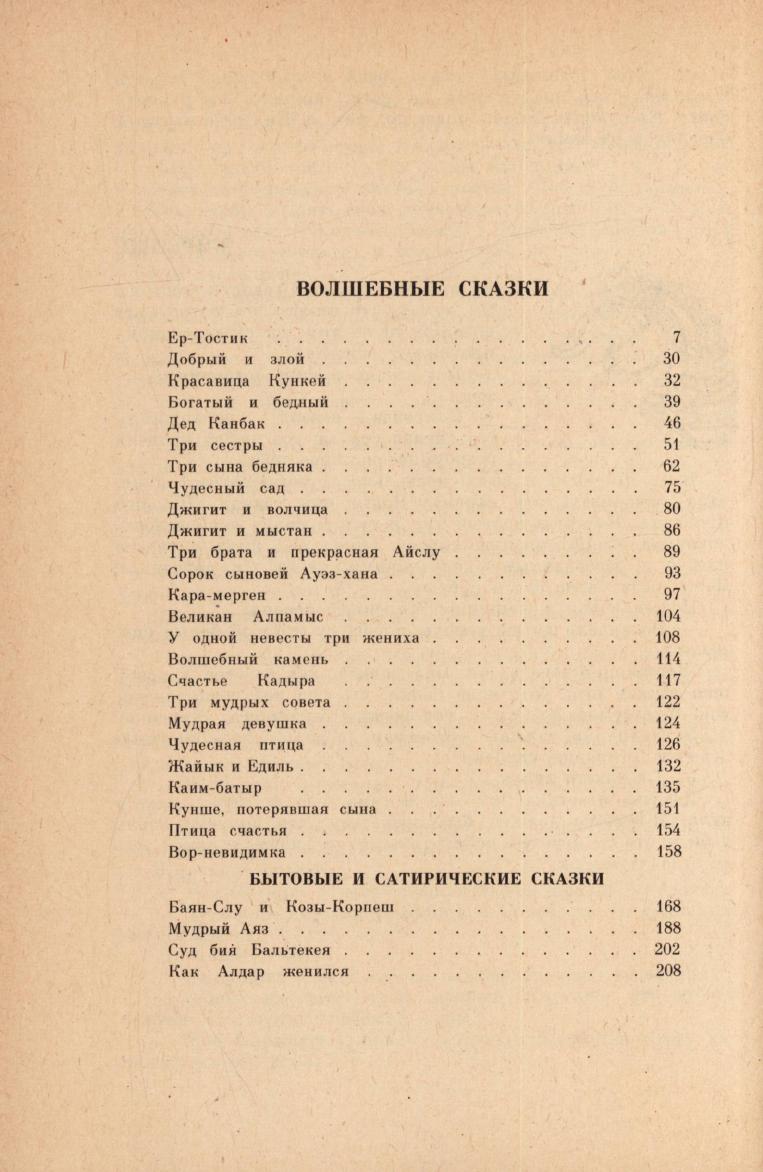 ВОЛШЕБНЫЕ СКАЗКИ
Ер-Тостик . . . . . . . . . . . . . . . . . 7
Добрый и злой . . . . . . . . . . . . . . . 30
Красавица Кункей . . . . . . . . . . . . . . 32
Богатый и бедный . . . . . . . . . . . . . . 39
Дед Канбак . . . . . . . . . . . . . . . . . 46
Три сестры . . . . . . . . . . . . . . . . . 51
Три сына бедняка . . . . . . . . . . . . . . . 62
Чудесный сад . . . . . . . . . . . . . . . . 75
Джигит и волчица . . . . . . . . . . . . . . 80
Джигит и мыстан . . . . . . . . . . . . . . . 86
Три брата и прекрасная Айслу . . . . . . . . . 89
Сорок сыновей Ауэз-хана . . . . . . . . . . . . 93
Кара-мерген . . . . . . . . . . . . . . . . . 97
Великан Алпамыс . . . . . . . . . . . . . . 104
У одной невесты три жениха . . . . . . . . . . 108
Волшебный камень . . . . . . . . . . . . . . 114
Счастье Кадыра . . . . . . . . . . . . . . 117
Три мудрых совета . . . . . . . . . . . . . . 122
Мудрая девушка . . . . . . . . . . . . . . . 124
Чудесная птица . . . . . . . . . . . . . . . 126
Жайык и Едиль . . . . . . . . . . . . . . . . 132
Каим-батыр . . . . . . . . . . . . . . . . 135
Кунше, потерявшая сына . . . . . . . . . . . . 151
Птица счастья . . . . . . . . . . . . . . . . 154
Вор-невидимка . . . . . . . . . . . . . . . . 158
БЫТОВЫЕ И САТИРИЧЕСКИЕ СКАЗКИ
Баян-Слу и Козы-Корпеш . . . . . . . . . . . 168
Мудрый Аяз . . . . . . . . . . . . . . . . . 188
Суд бия Бальтекея . . . . . . . . . . . . . . 202
Как Алдар женился . . . . . . . . . . . . . 208